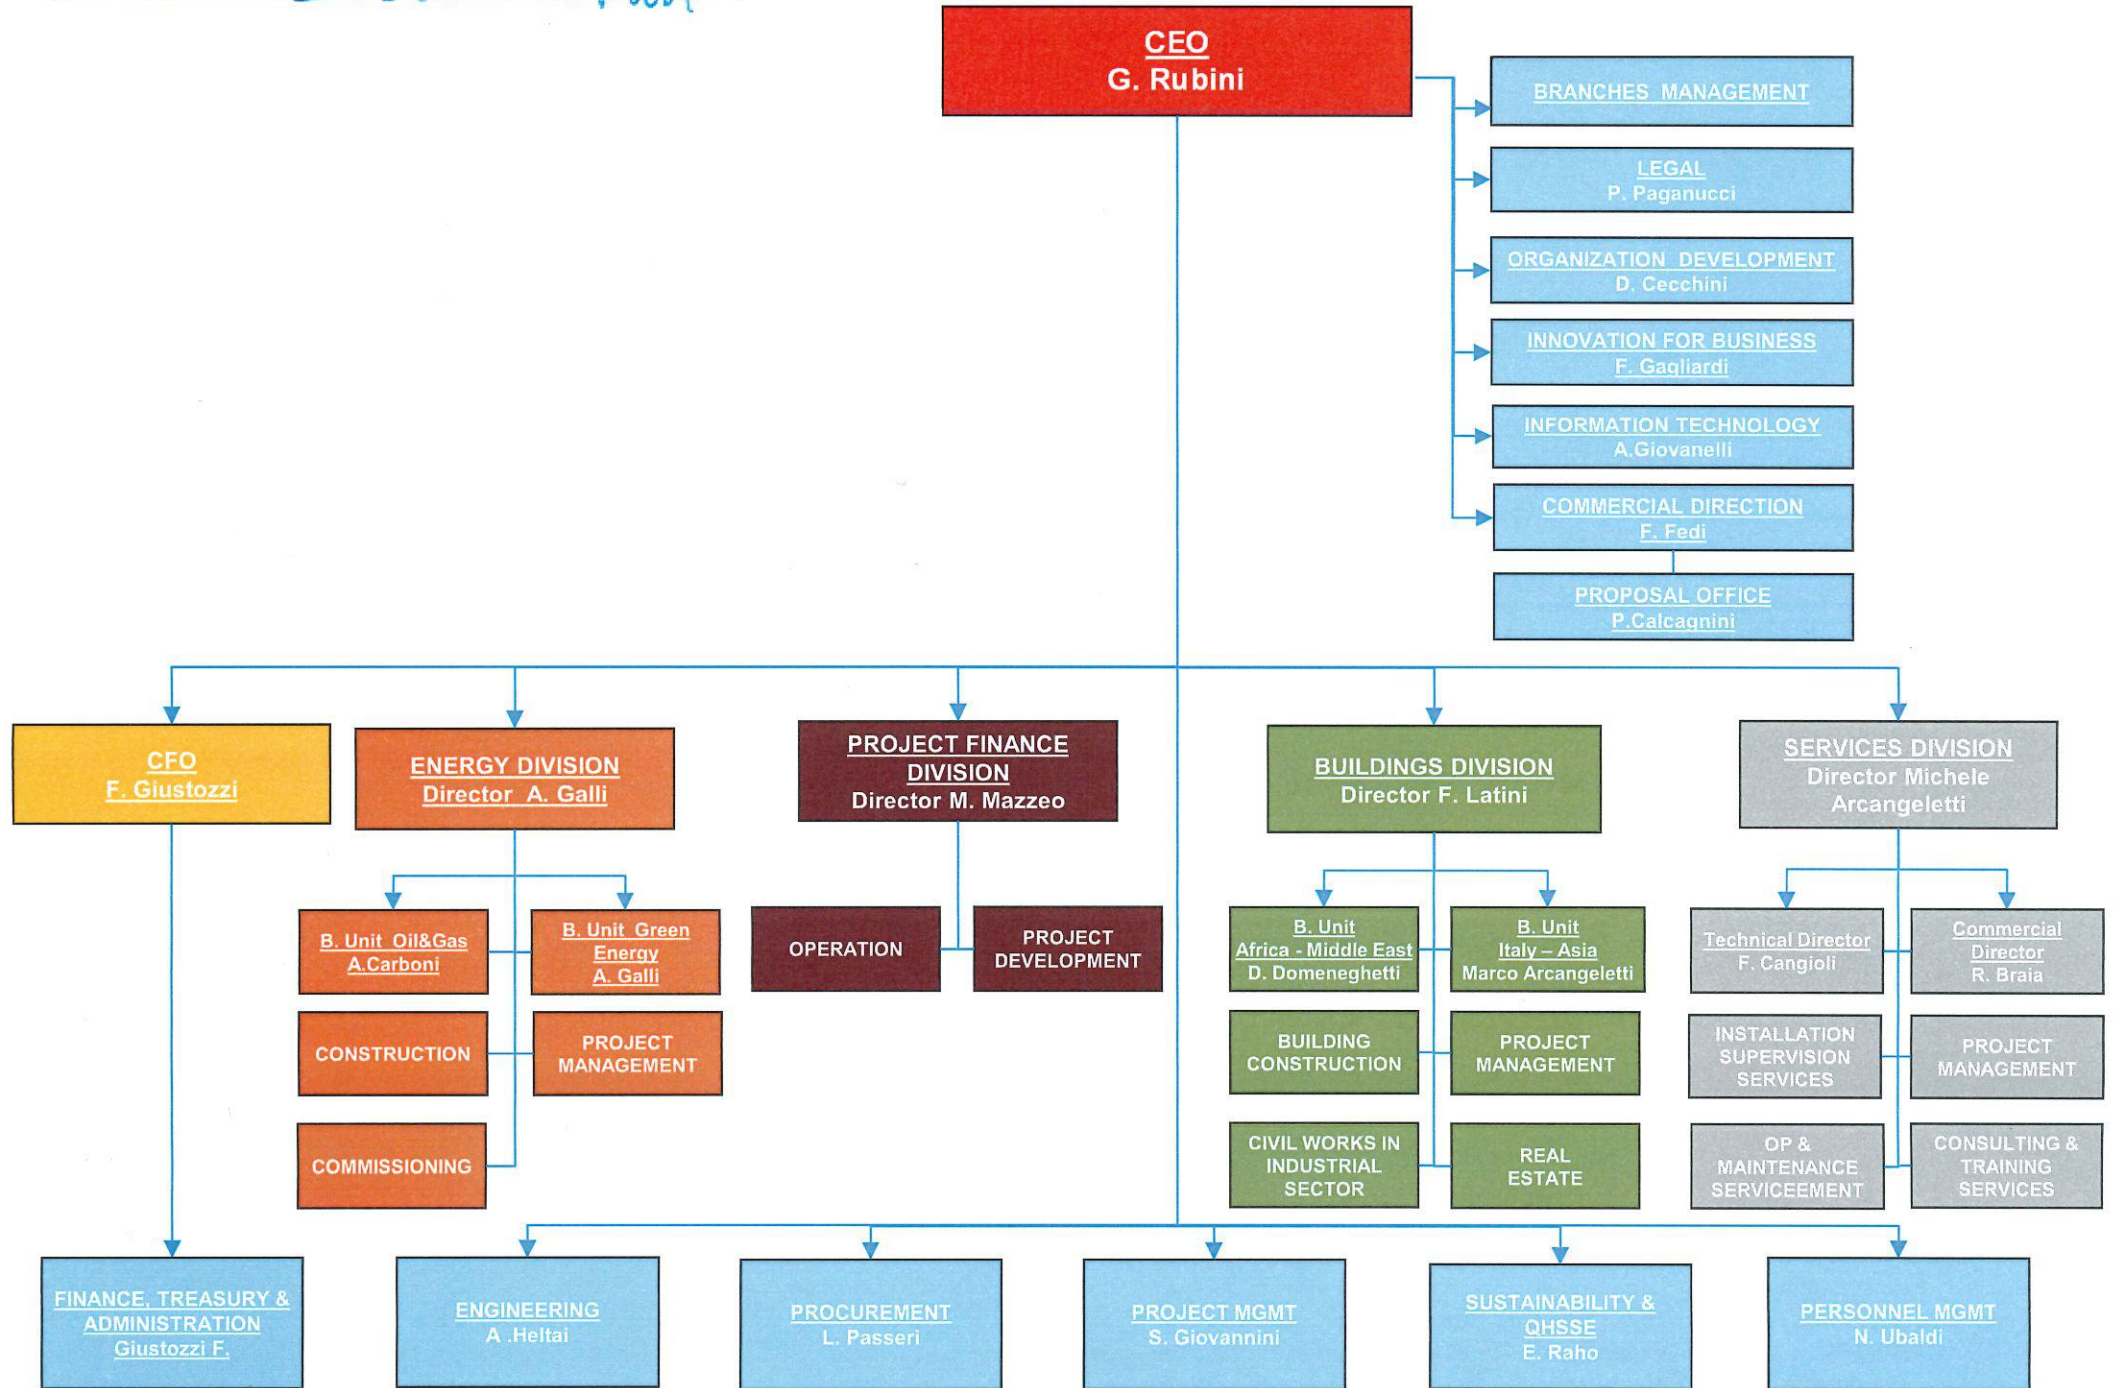 CEO
G. Rubini
BRANCHES MANAGEMENT
LEGAL
P. Paganucci
ORGANIZATION DEVELOPMENT
D. Cecchini
INNOVATION FOR BUSINESS
F. Gagliardi
INFORMATION TECHNOLOGY
A.Giovanelli
COMMERCIAL DIRECTION
F. Fedi
PROPOSAL OFFICE
P.Calcagnini
CFO
F. Giustozzi
ENERGY DIVISION
Director A. Galli
PROJECT FINANCE
DIVISION
Director M. Mazzeo
BUILDINGS DIVISION
Director F. Latini
SERVICES DIVISION
Director Michele
Arcangeletti
B. Unit Oil&Gas
A.Carboni
B. Unit Green
Energy
A. Galli
OPERATION
PROJECT
DEVELOPMENT
B. Unit
Africa - Middle East
D. Domeneghetti
B. Unit
Italy – Asia
Marco Arcangeletti
Technical Director
F. Cangioli
Commercial
Director
R. Braia
CONSTRUCTION
PROJECT
MANAGEMENT
BUILDING
CONSTRUCTION
PROJECT
MANAGEMENT
INSTALLATION
SUPERVISION
SERVICES
PROJECT
MANAGEMENT
COMMISSIONING
CIVIL WORKS IN
INDUSTRIAL
SECTOR
REAL
ESTATE
OP &
MAINTENANCE
SERVICEEMENT
CONSULTING &
TRAINING
SERVICES
FINANCE, TREASURY &
ADMINISTRATION
Giustozzi F.
ENGINEERING
A .Heltai
PROCUREMENT
L. Passeri
PROJECT MGMT
S. Giovannini
SUSTAINABILITY &
QHSSE
E. Raho
PERSONNEL MGMT
N. Ubaldi